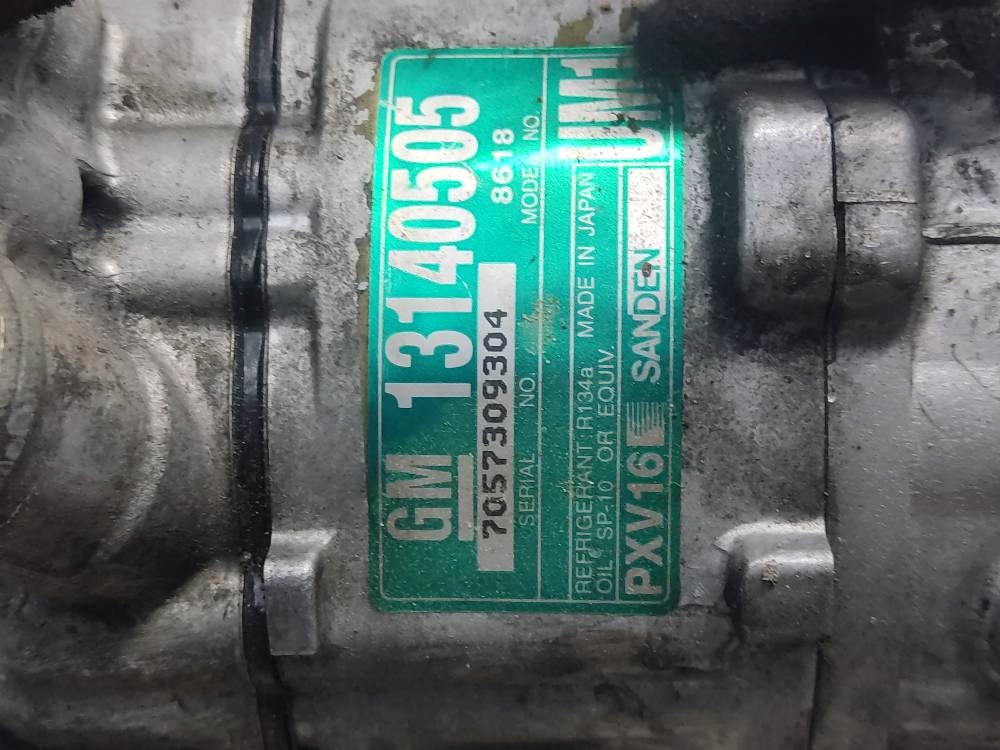 GM 13140505
7057309304 8618
SERIAL NO. MODEL NO.
REFRIGERANT: R134a MADE IN JAPAN
OIL SP-10 OR EQUIV.
PXV16 SANDEN